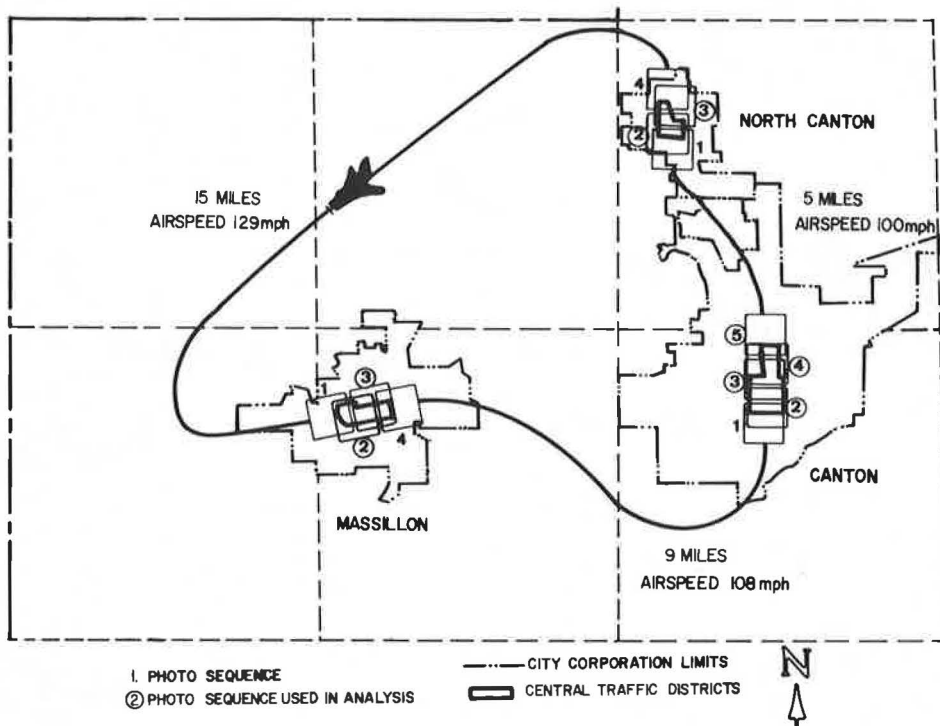 4
③
②
1
NORTH CANTON
15 MILES
AIRSPEED 129mph
5 MILES
AIRSPEED 100mph
⑤
④
③
②
1
CANTON
1
③
②
4
MASSILLON
9 MILES
AIRSPEED 108mph
1. PHOTO SEQUENCE
② PHOTO SEQUENCE USED IN ANALYSIS
CITY CORPORATION LIMITS
CENTRAL TRAFFIC DISTRICTS
N